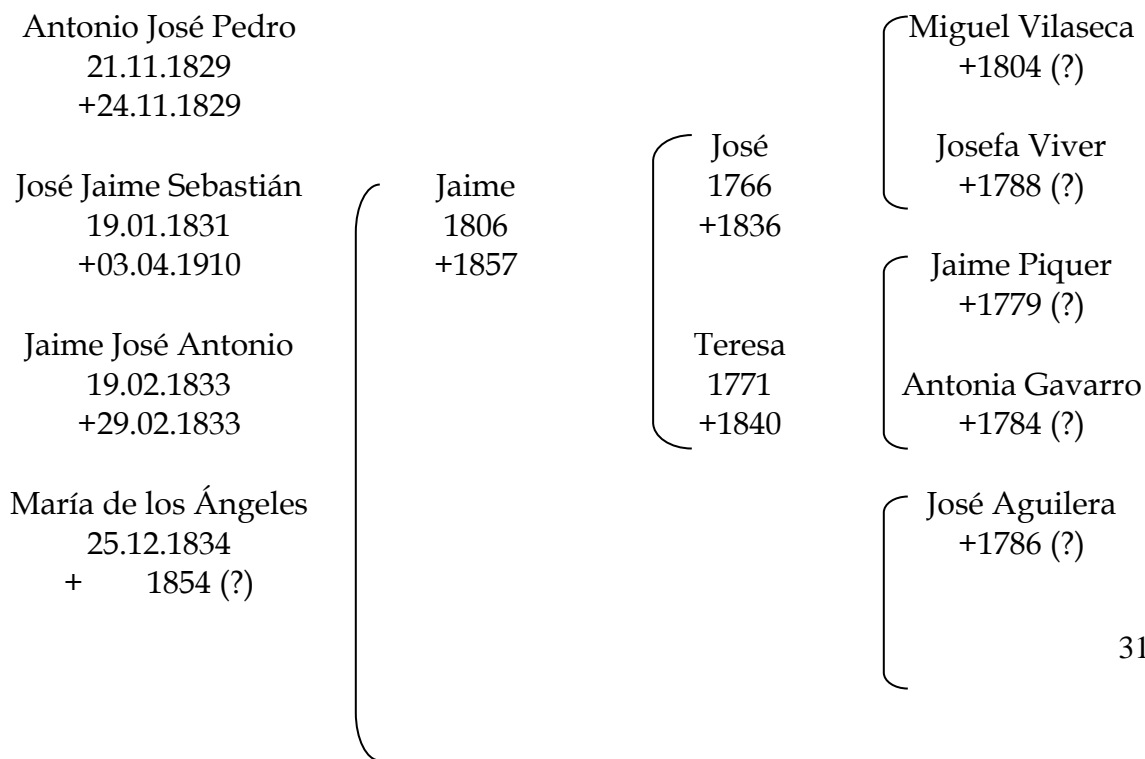 Antonio José Pedro
21.11.1829
+24.11.1829
José Jaime Sebastián
19.01.1831
+03.04.1910
Jaime José Antonio
19.02.1833
+29.02.1833
María de los Ángeles
25.12.1834
+ 1854 (?)
Jaime
1806
+1857
José
1766
+1836
Teresa
1771
+1840
Miguel Vilaseca
+1804 (?)
Josefa Viver
+1788 (?)
Jaime Piquer
+1779 (?)
Antonia Gavarro
+1784 (?)
José Aguilera
+1786 (?)
31